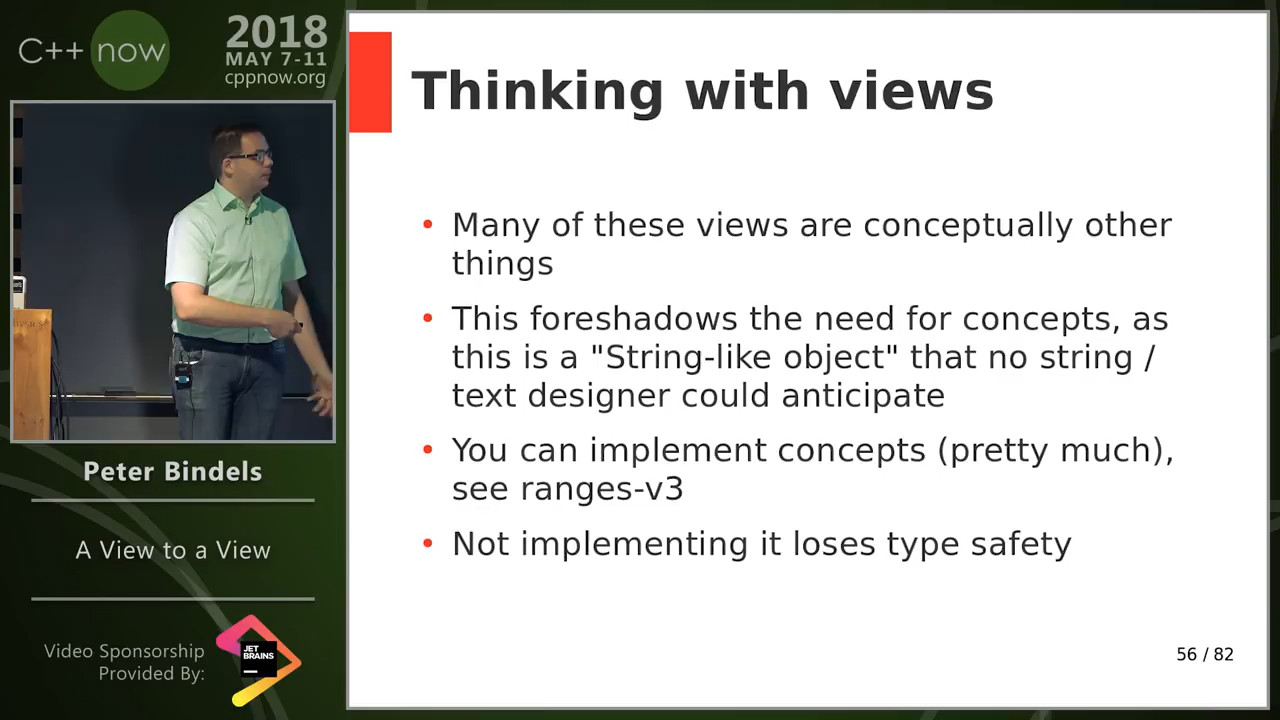 C++ now
2018
MAY 7-11
cppnow.org
Peter Bindels
A View to a View
Video Sponsorship
Provided By:
JET
BRAINS
Thinking with views
• Many of these views are conceptually other
things
• This foreshadows the need for concepts, as
this is a "String-like object" that no string /
text designer could anticipate
• You can implement concepts (pretty much),
see ranges-v3
• Not implementing it loses type safety
56 / 82